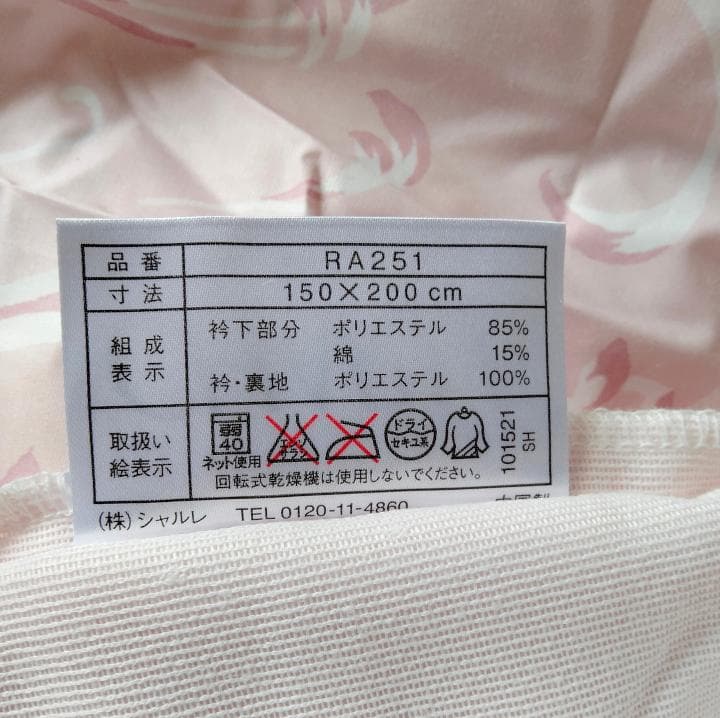 品番 RA251
寸法 150×200 cm
組成表示 衿下部分 ポリエステル 85%
綿 15%
衿・裏地 ポリエステル 100%
取扱い絵表示 弱 40 ネット使用 エンソサラシ ドライ セキユ系
回転式乾燥機は使用しないでください。
101521 SH
(株)シャルレ TEL 0120-11-4860